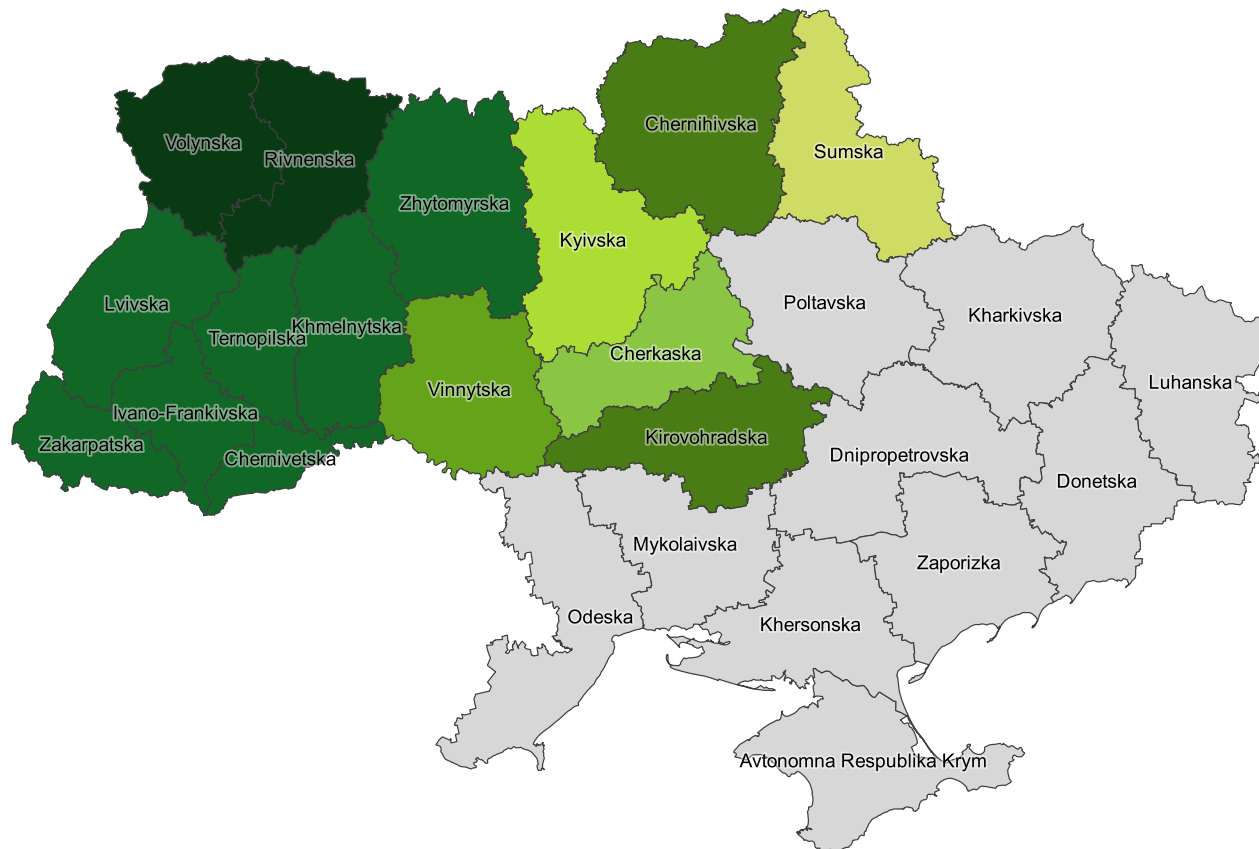 Chernihivska
Volynska
Sumska
Rivnenska
Zhytomyrska
Kyivska
Lvivska
Poltavska
Kharkivska
Khmelnytska
Ternopilska
Cherkaska
Luhanska
Vinnytska
Ivano-Frankivska
Kirovohradska
Zakarpatska
Chernivetska
Dnipropetrovska
Donetska
Mykolaivska
Zaporizka
Odeska
Khersonska
Avtonomna Respublika Krym